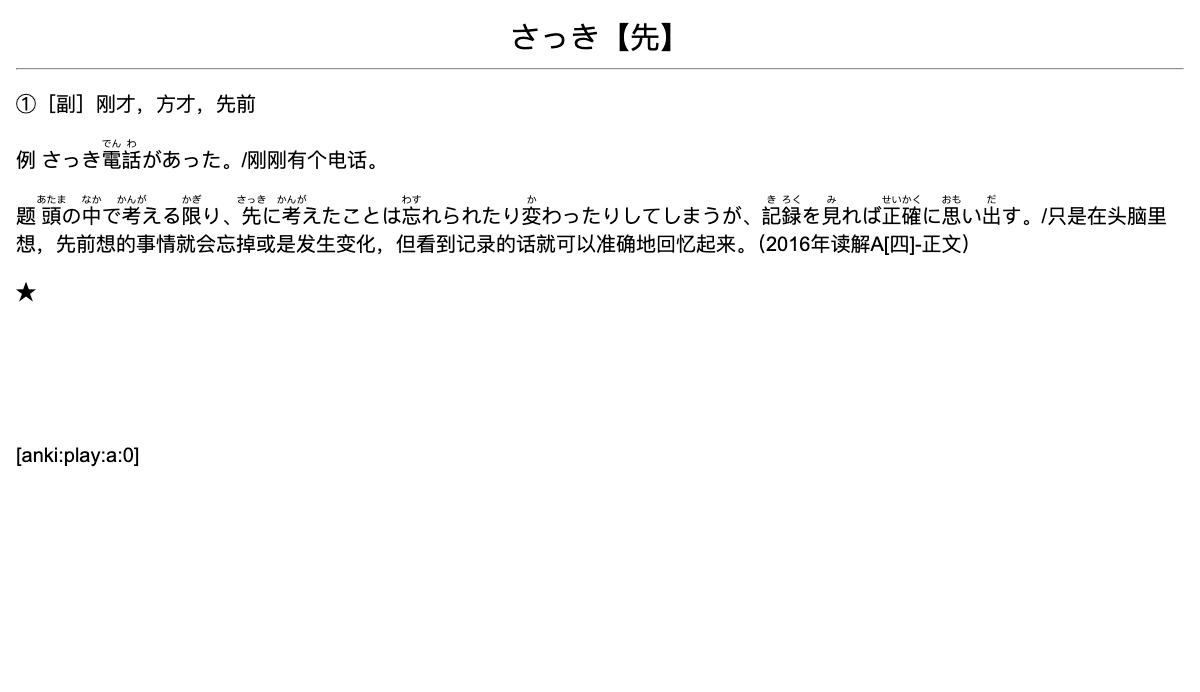 さっき【先】
①［副］刚才，方才，先前
でん わ
例 さっき電話があった。/刚刚有个电话。
あたま なか かんが かぎ さっき かんが わす か き ろく み せいかく おも だ
题 頭の中で考える限り、先に考えたことは忘れられたり変わったりしてしまうが、記録を見れば正確に思い出す。/只是在头脑里
想，先前想的事情就会忘掉或是发生变化，但看到记录的话就可以准确地回忆起来。（2016年读解A[四]-正文）
★
[anki:play:a:0]